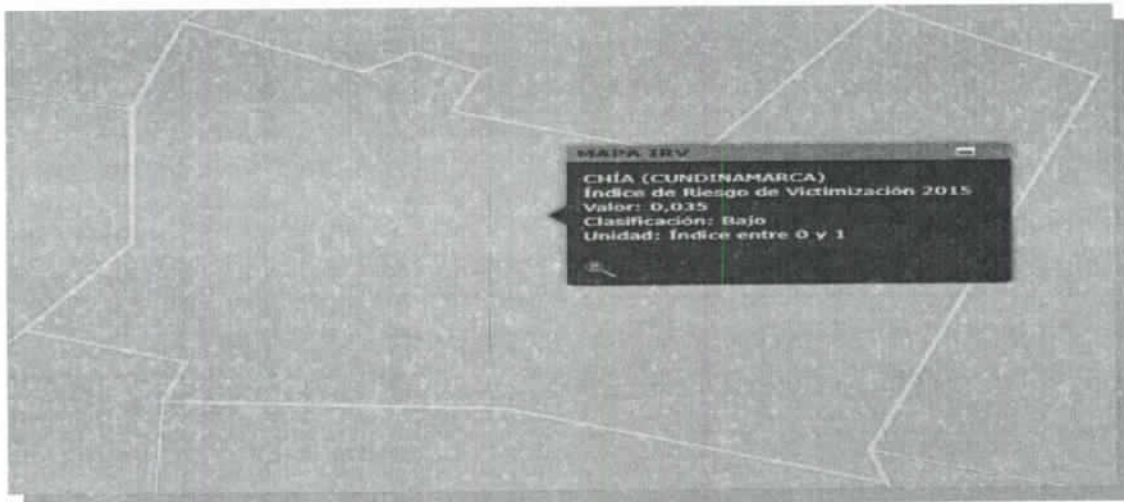 MAPA IRV
CHÍA (CUNDINAMARCA)
Índice de Riesgo de Victimización 2015
Valor: 0,035
Clasificación: Bajo
Unidad: Índice entre 0 y 1